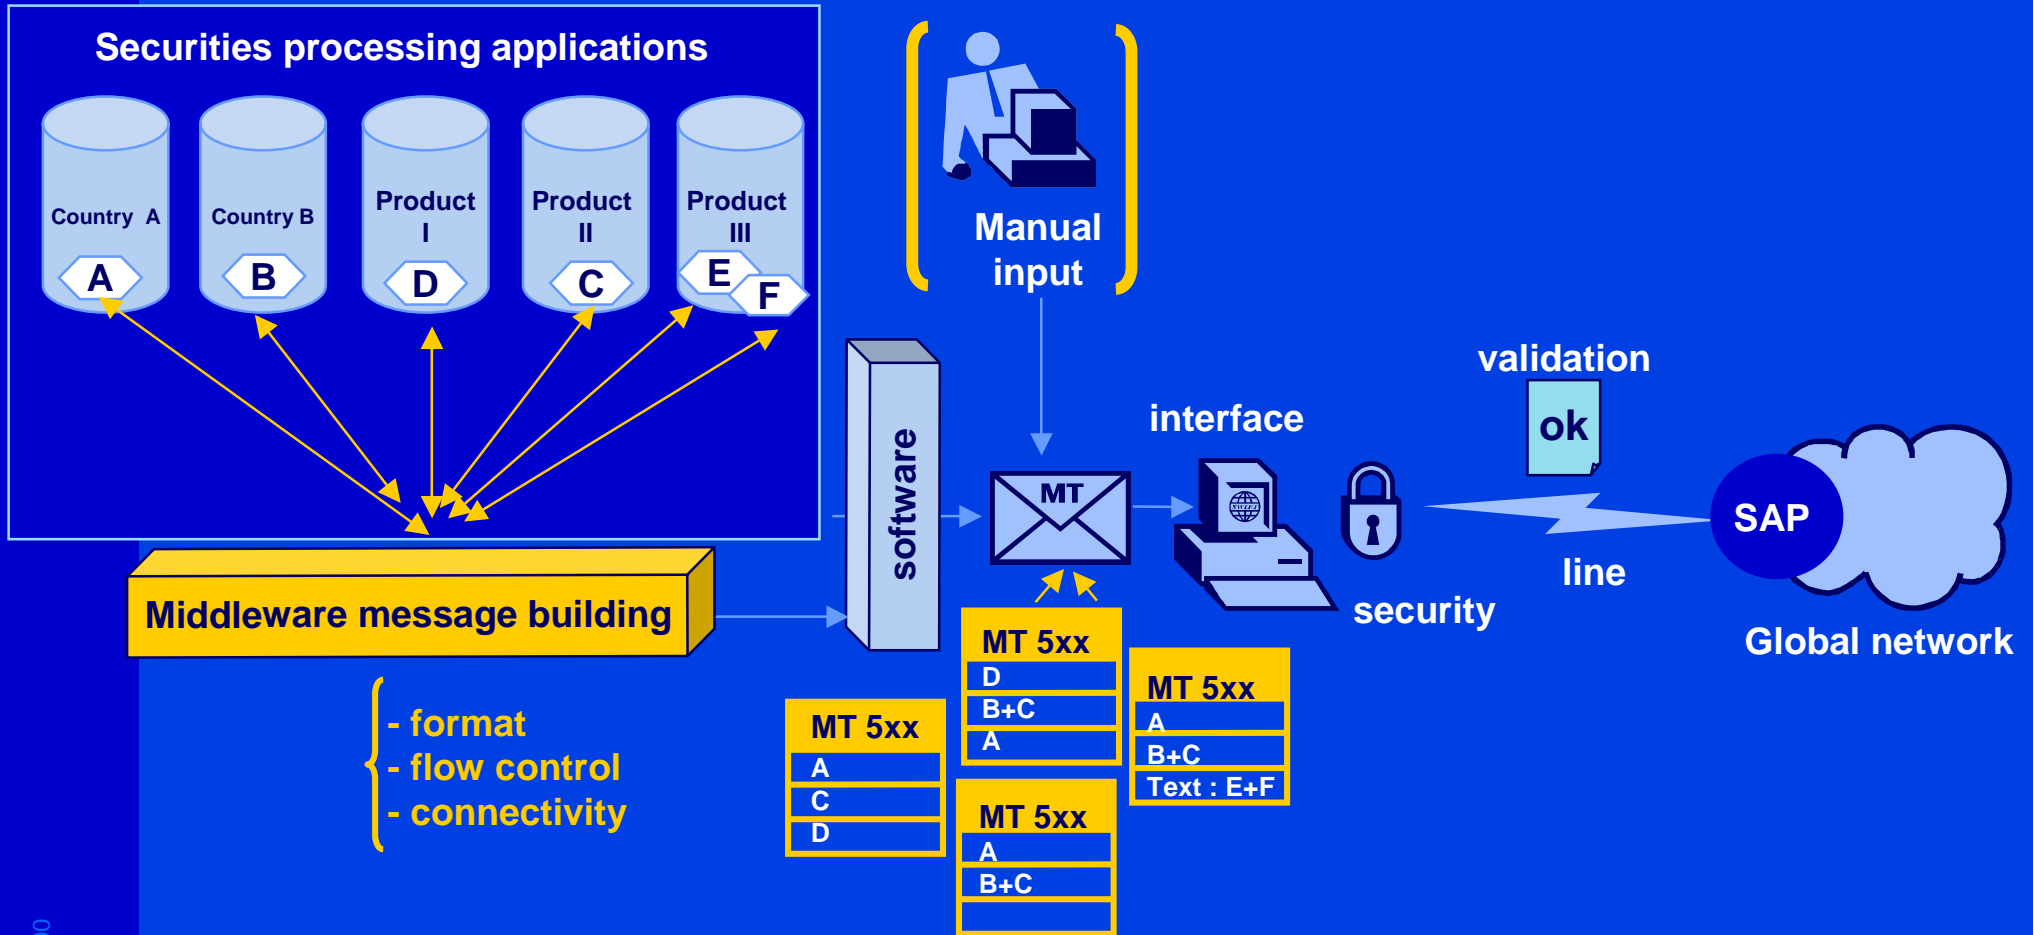 Securities processing applications
Country A
Country B
Product
I
Product
II
Product
III
A
B
D
C
E
F
Manual
input
software
MT
interface
SWIFT
security
validation
ok
line
SAP
Global network
Middleware message building
- format
- flow control
- connectivity
MT 5xx
A
C
D
MT 5xx
D
B+C
A
MT 5xx
A
B+C
MT 5xx
A
B+C
Text : E+F